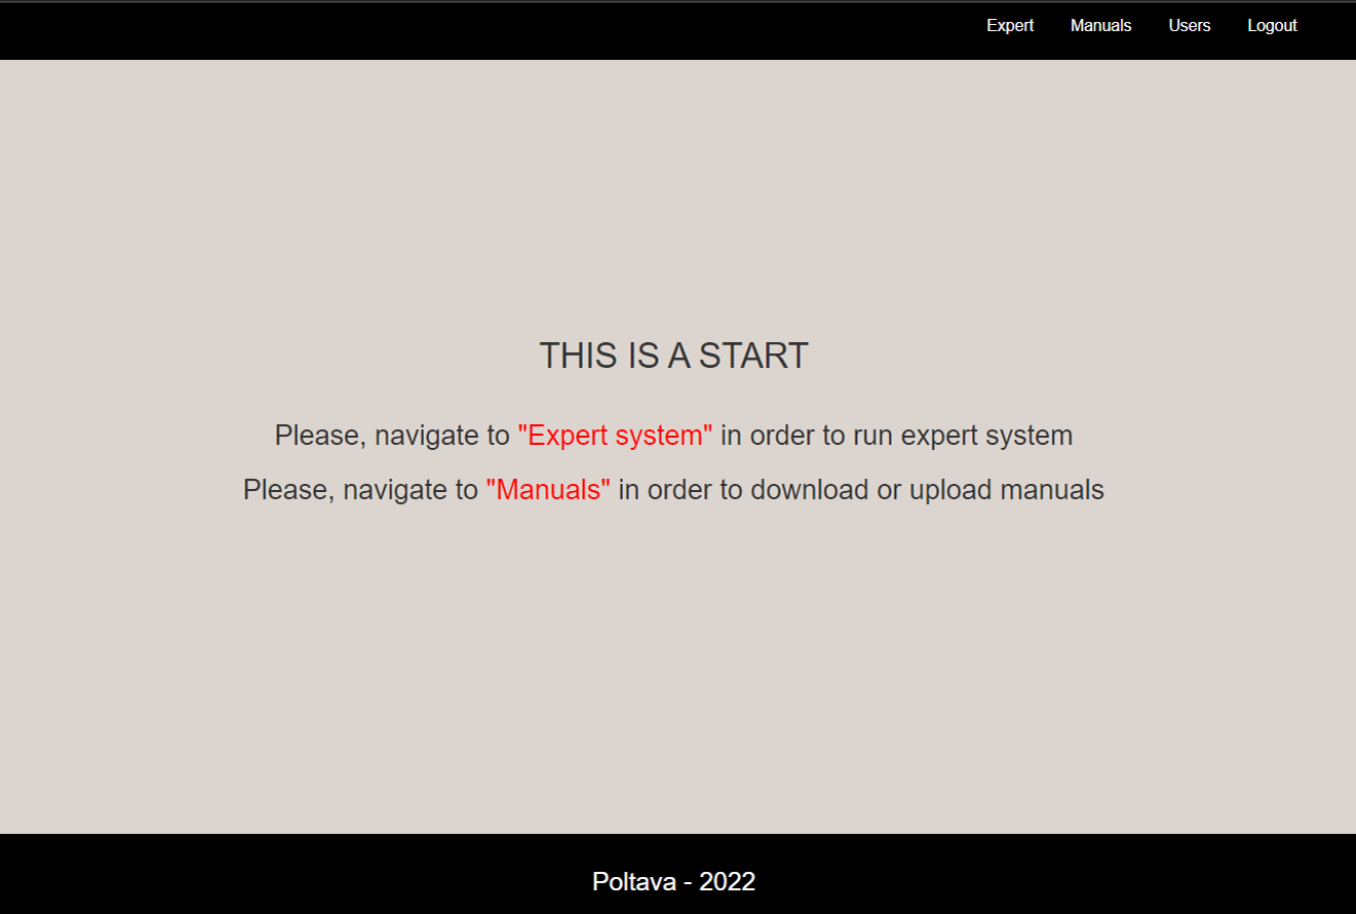 Expert Manuals Users Logout
THIS IS A START
Please, navigate to "Expert system" in order to run expert system
Please, navigate to "Manuals" in order to download or upload manuals
Poltava - 2022